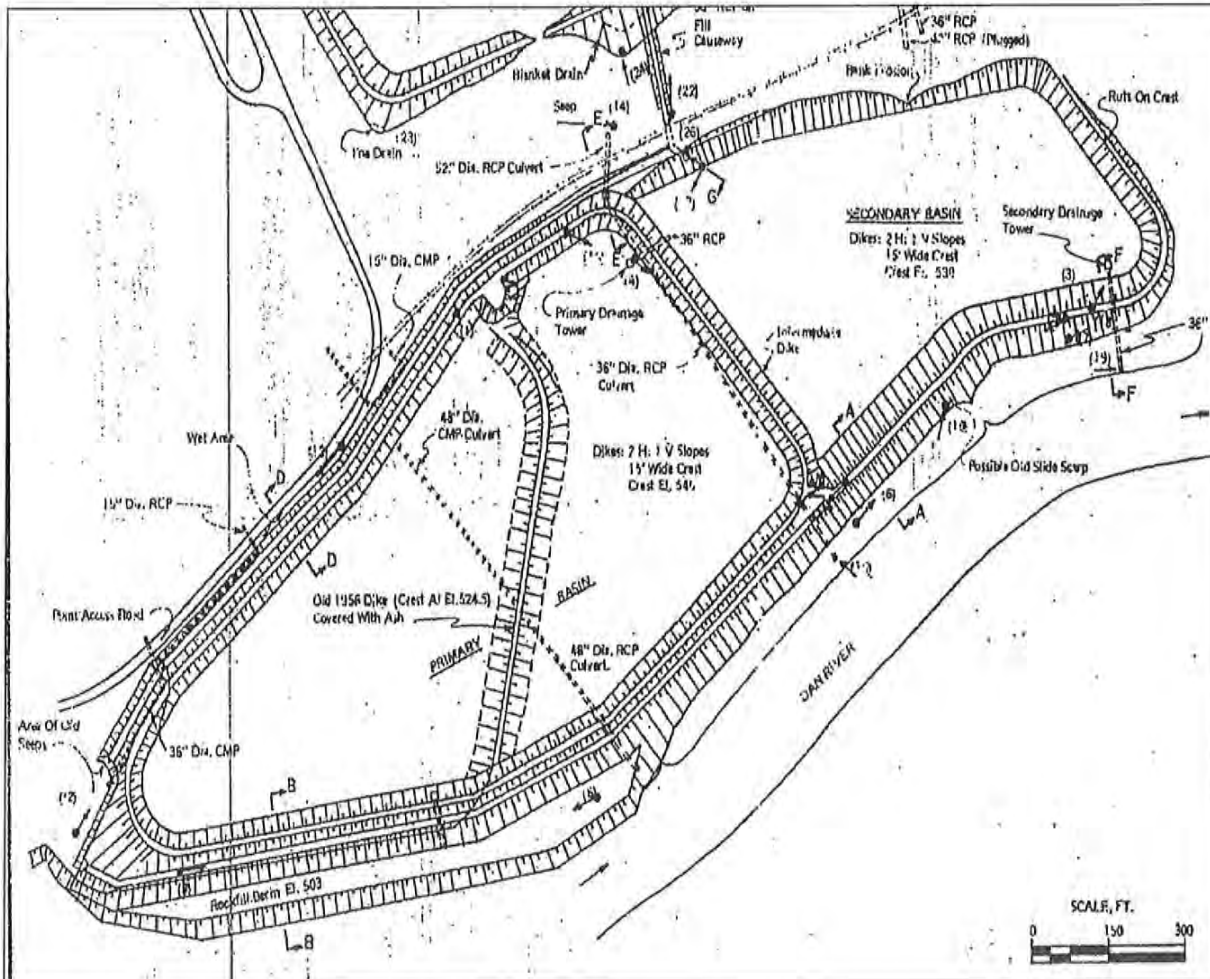 Fill
Causeway
36" RCP
RCP (Plugged)
Blanket Drain
(22)
Bank Erosion
Ruts On Crest
Seep
(14)
E
(26)
(23)
Drain
52" Dia. RCP Culvert
G
SECONDARY BASIN
Dikes: 2 H: 1 V Slopes
15' Wide Crest
Secondary Drainage
Tower
F
36" RCP
15" Dia. CMP
E
(4)
(3)
Primary Drainage
Tower
(1)
Intermediate
Dike
36"
(19)
F
36" Dia. RCP
Culvert
48" Dia.
CMP Culvert
A
Wet Area
Dikes: 2 H: 1 V Slopes
15' Wide Crest
Possible Old Slide Scarp
D
(6)
15" Dia. RCP
A
D
Old 1956 Dike (Crest At El. 524.5)
Covered With Ash
BASIN
Plant Access Road
PRIMARY
48" Dia. RCP
Culvert
DAN RIVER
Area Of Old
Seeps
36" Dia. CMP
B
Rockfill Berm El. 503
B
SCALE, FT.
0 150 300